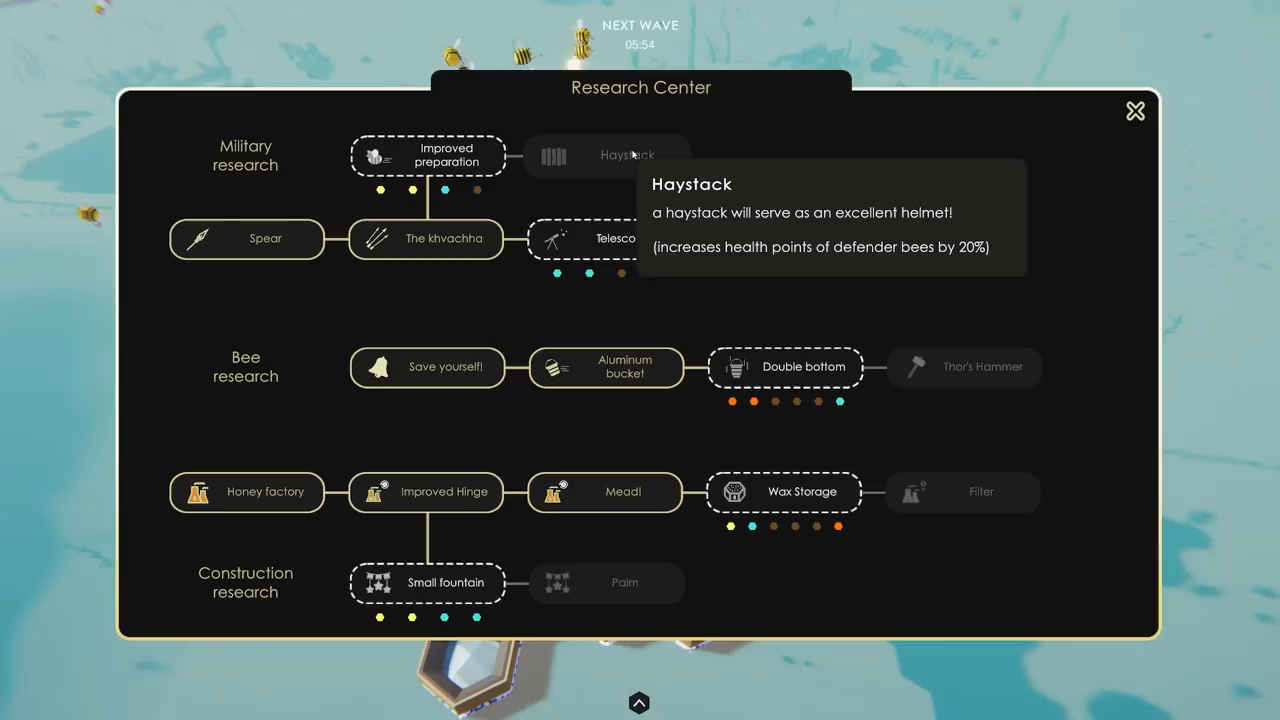 NEXT WAVE
05:54
Research Center
Military
research
Improved
preparation
Haystack
Haystack
a haystack will serve as an excellent helmet!
(increases health points of defender bees by 20%)
Spear
The khvachha
Telesco
Bee
research
Save yourself!
Aluminum
bucket
Double bottom
Thor's Hammer
Honey factory
Improved Hinge
Mead!
Wax Storage
Filter
Construction
research
Small fountain
Palm